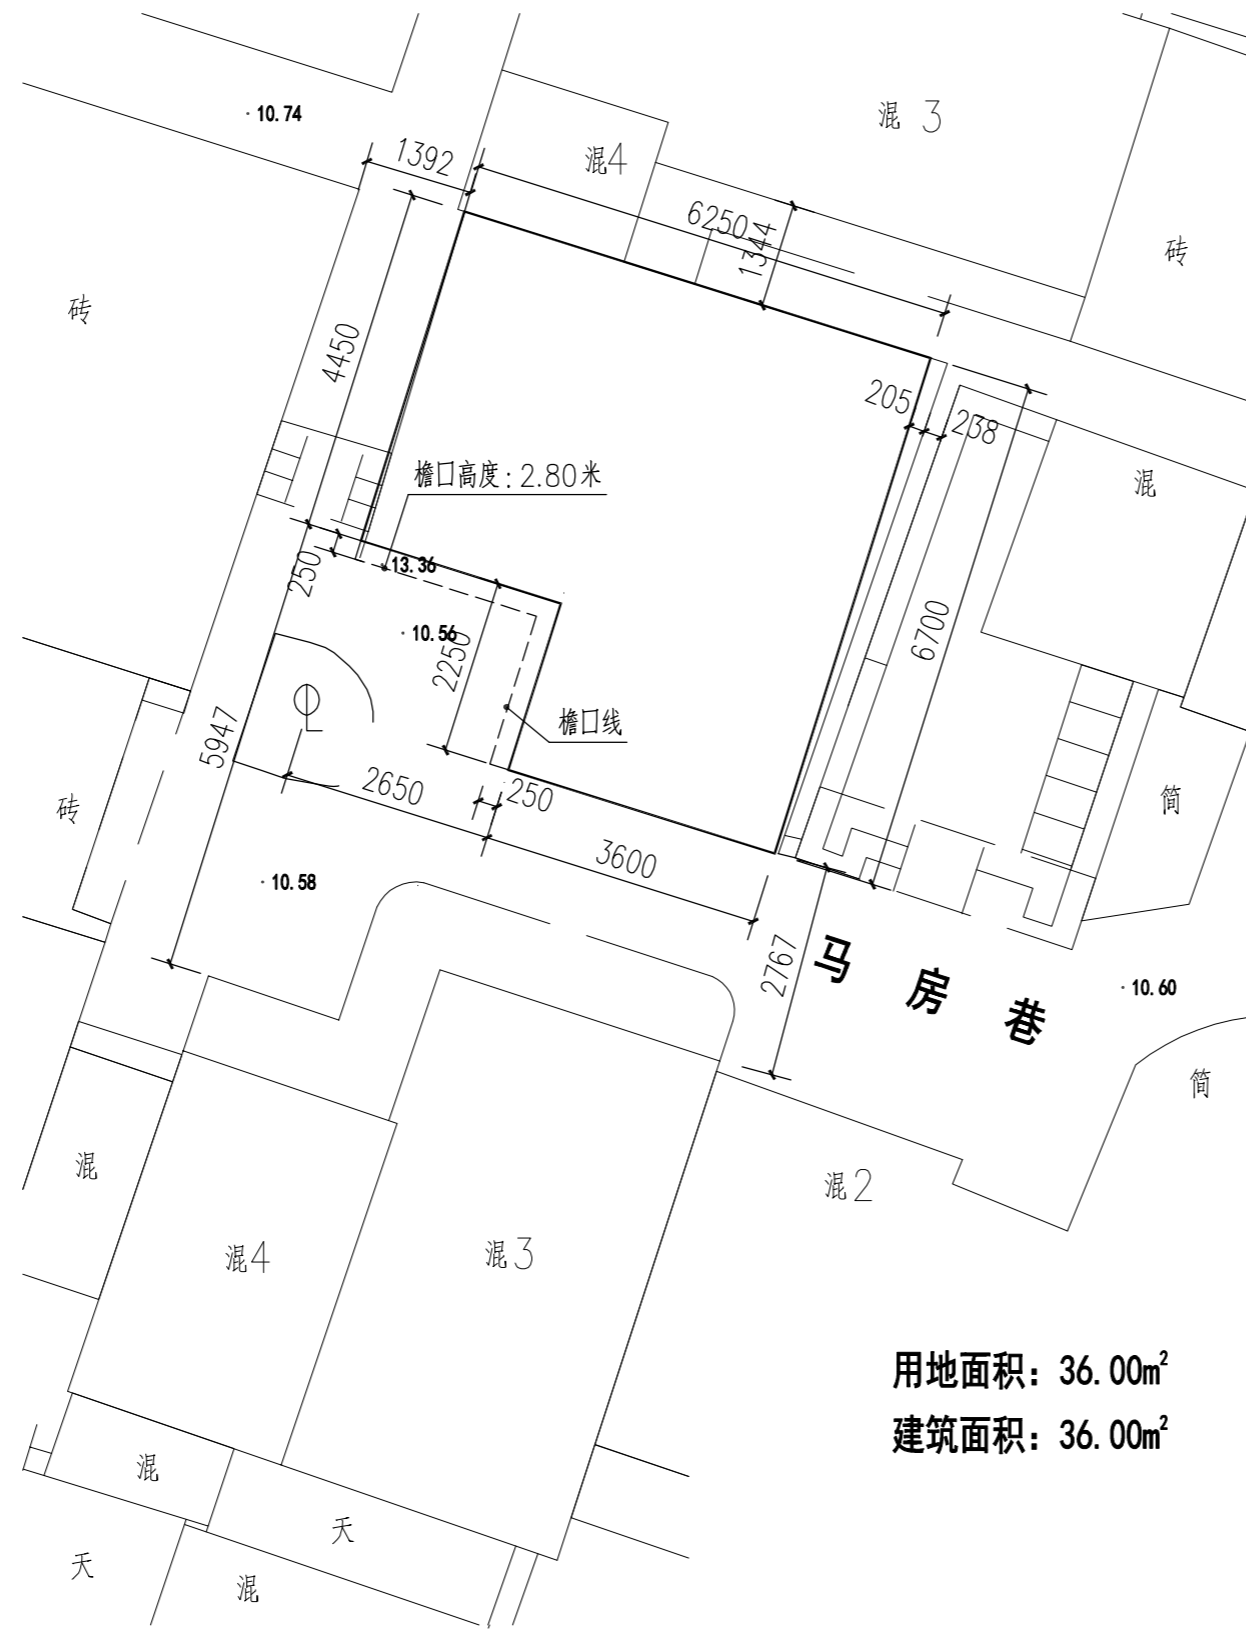 10.74
1392
混4
混 3
6250
1344
砖
砖
4450
205
238
檐口高度：2.80米
混
250
13.36
10.56
2250
6700
5947
檐口线
砖
2650
250
简
3600
10.58
2767
马房巷
10.60
简
混
混2
混4
混3
用地面积：36.00m²
建筑面积：36.00m²
混
天
天
混